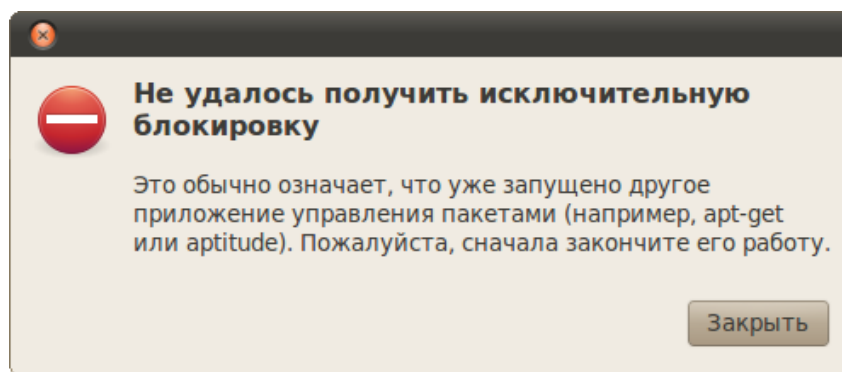 Не удалось получить исключительную
блокировку
Это обычно означает, что уже запущено другое
приложение управления пакетами (например, apt-get
или aptitude). Пожалуйста, сначала закончите его работу.
Закрыть